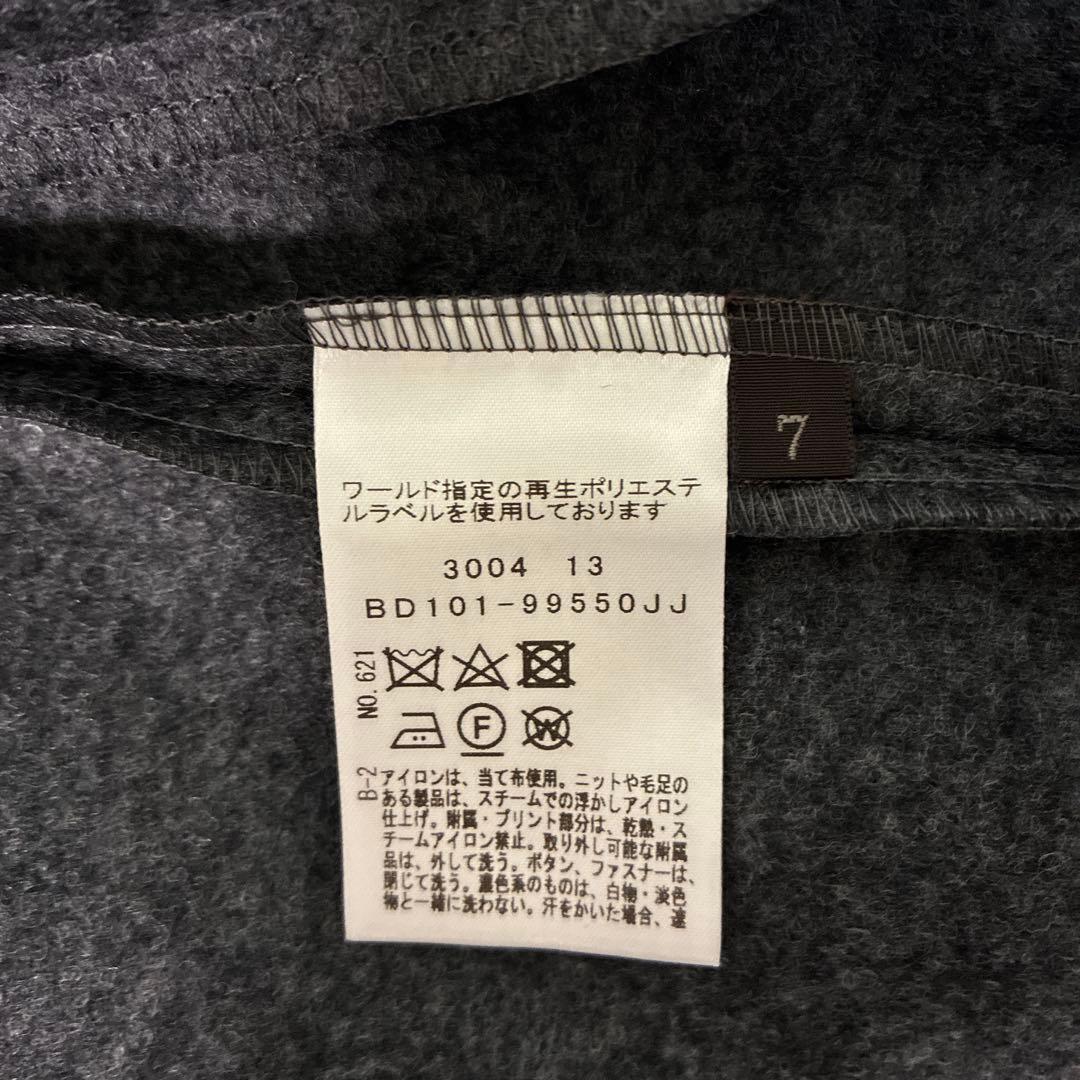 ワールド指定の再生ポリエステ
ルラベルを使用しております
7
3004 13
BD101-99550JJ
NO.621
F
W
B-2
アイロンは、当て布使用。ニットや毛足の
ある製品は、スチームでの浮かしアイロン
仕上げ。附属・プリント部分は、乾熱・ス
チームアイロン禁止。取り外し可能な附属
品は、外して洗う。ボタン、ファスナーは、
閉じて洗う。濃色系のものは、白物・淡色
物と一緒に洗わない。汗をかいた場合、速